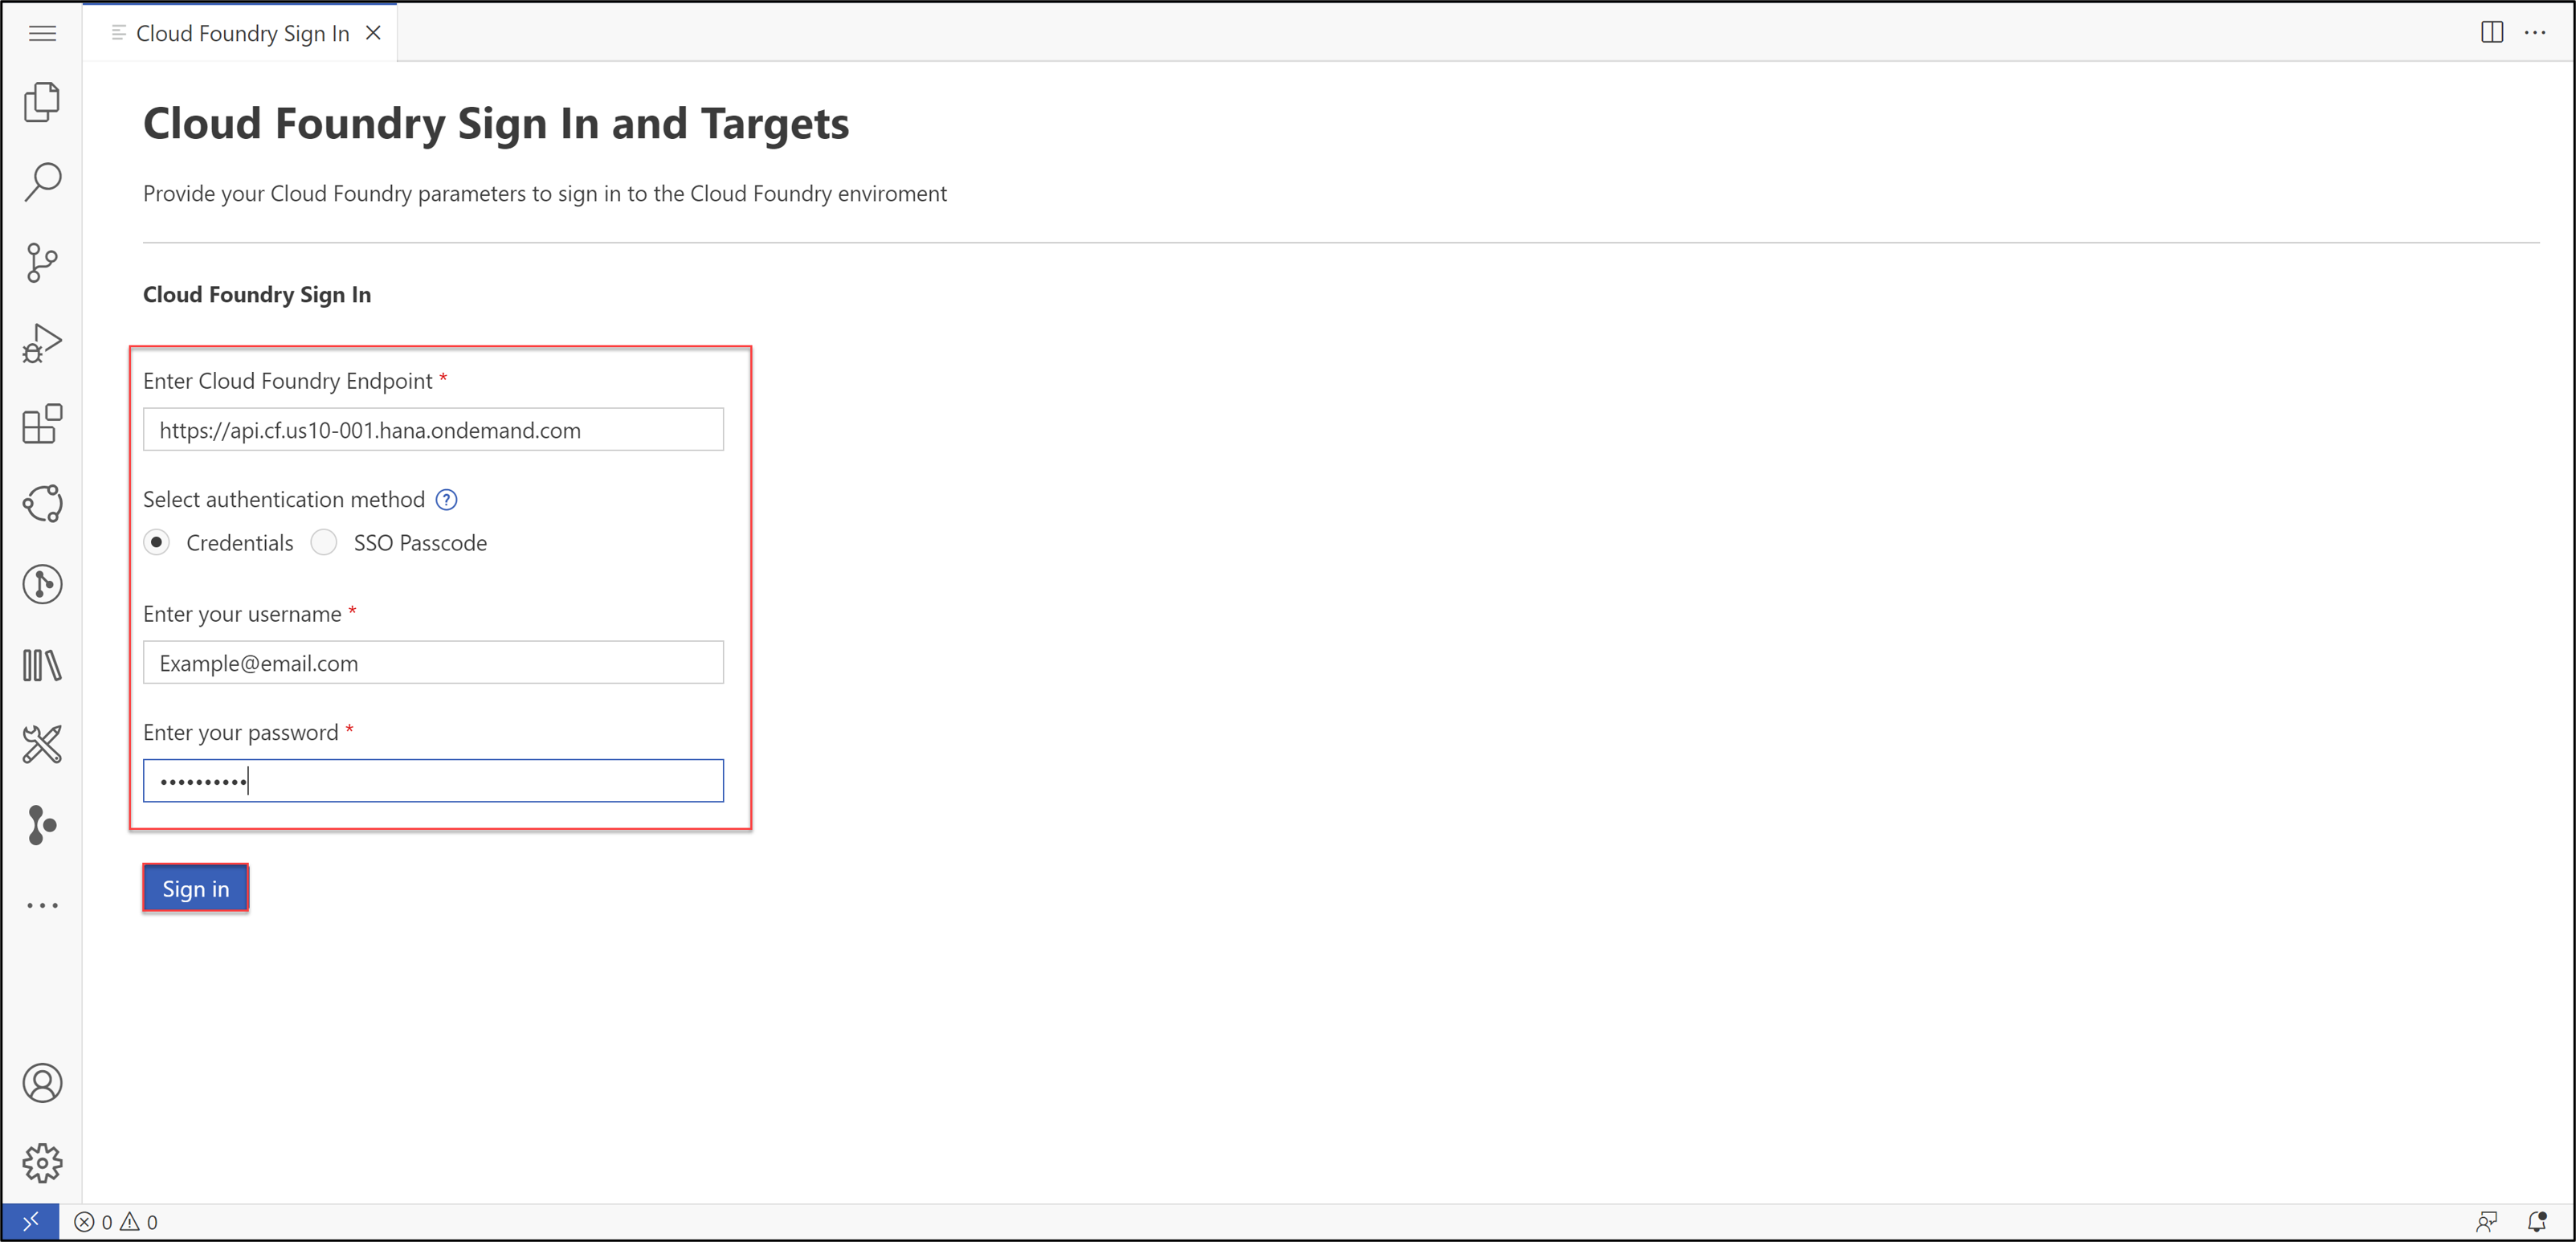 Cloud Foundry Sign In
Cloud Foundry Sign In and Targets
Provide your Cloud Foundry parameters to sign in to the Cloud Foundry enviroment
Cloud Foundry Sign In
Enter Cloud Foundry Endpoint *
https://api.cf.us10-001.hana.ondemand.com
Select authentication method ?
Credentials SSO Passcode
Enter your username *
Example@email.com
Enter your password *
••••••••••
Sign in
0 0